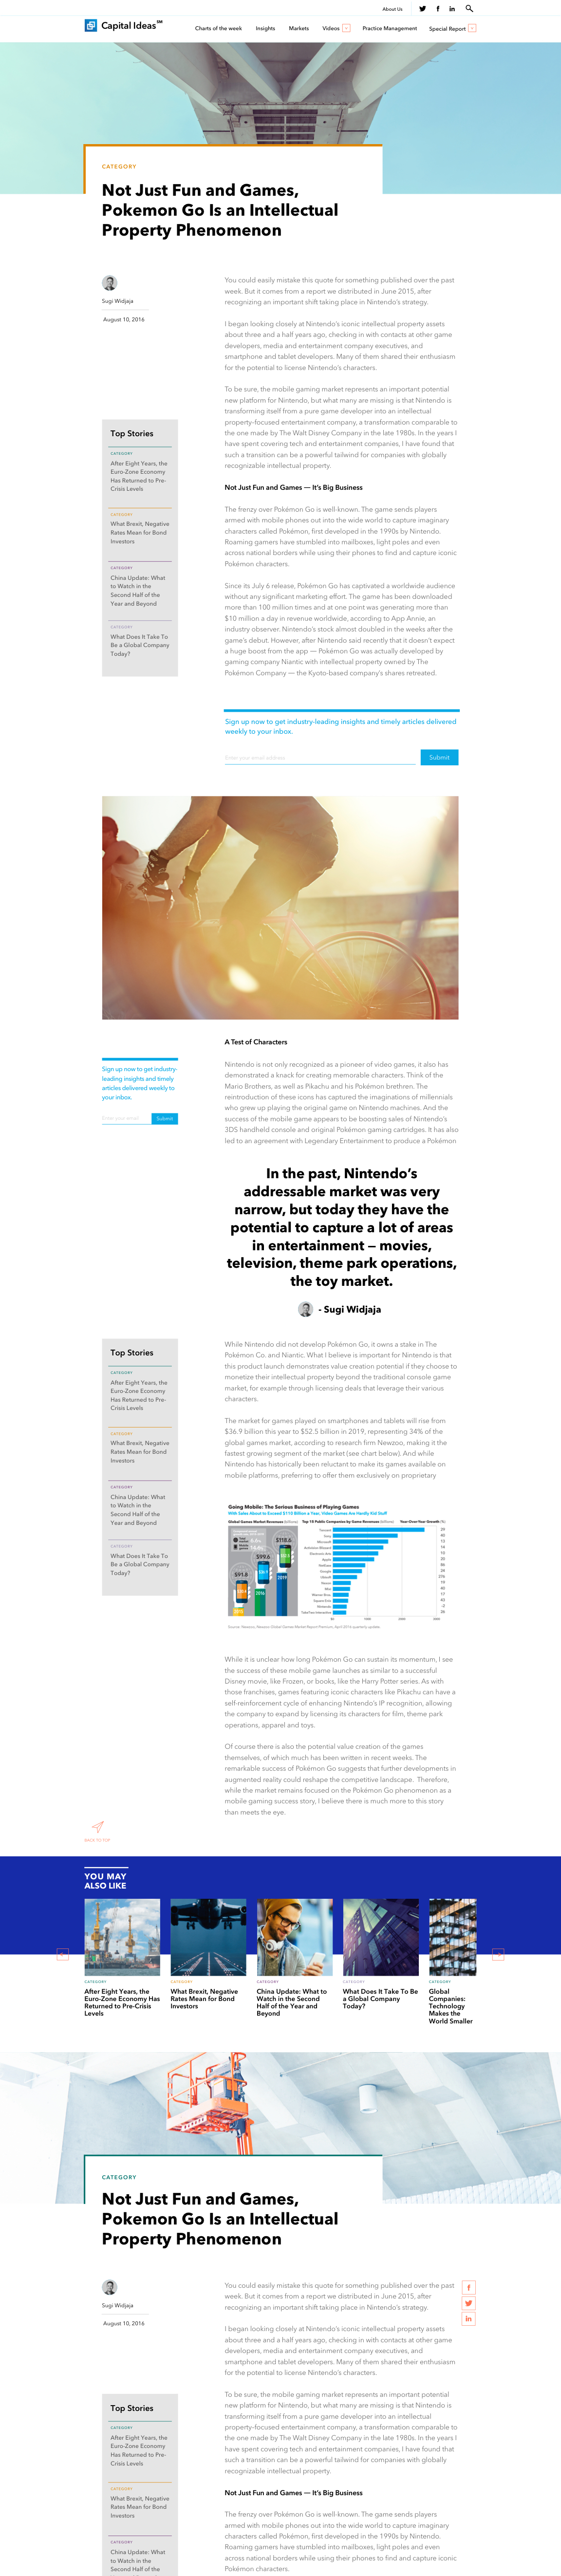 About Us
Capital Ideas℠
Charts of the week
Insights
Markets
Videos
Practice Management
Special Report
CATEGORY
Not Just Fun and Games,
Pokemon Go Is an Intellectual
Property Phenomenon
Sugi Widjaja
August 10, 2016
You could easily mistake this quote for something published over the past
week. But it comes from a report we distributed in June 2015, after
recognizing an important shift taking place in Nintendo's strategy.
I began looking closely at Nintendo's iconic intellectual property assets
about three and a half years ago, checking in with contacts at other game
developers, media and entertainment company executives, and
smartphone and tablet developers. Many of them shared their enthusiasm
for the potential to license Nintendo's characters.
To be sure, the mobile gaming market represents an important potential
new platform for Nintendo, but what many are missing is that Nintendo is
transforming itself from a pure game developer into an intellectual
property–focused entertainment company, a transformation comparable to
the one made by The Walt Disney Company in the late 1980s. In the years I
have spent covering tech and entertainment companies, I have found that
such a transition can be a powerful tailwind for companies with globally
recognizable intellectual property.
Top Stories
CATEGORY
After Eight Years, the
Euro-Zone Economy
Has Returned to Pre-
Crisis Levels
CATEGORY
What Brexit, Negative
Rates Mean for Bond
Investors
CATEGORY
China Update: What
to Watch in the
Second Half of the
Year and Beyond
CATEGORY
What Does It Take To
Be a Global Company
Today?
Not Just Fun and Games — It's Big Business
The frenzy over Pokémon Go is well-known. The game sends players
armed with mobile phones out into the wide world to capture imaginary
characters called Pokémon, first developed in the 1990s by Nintendo.
Roaming gamers have stumbled into mailboxes, light poles and even
across national borders while using their phones to find and capture iconic
Pokémon characters.
Since its July 6 release, Pokémon Go has captivated a worldwide audience
without any significant marketing effort. The game has been downloaded
more than 100 million times and at one point was generating more than
$10 million a day in revenue worldwide, according to App Annie, an
industry observer. Nintendo's stock almost doubled in the weeks after the
game's debut. However, after Nintendo said recently that it doesn't expect
a huge boost from the app — Pokémon Go was actually developed by
gaming company Niantic with intellectual property owned by The
Pokémon Company — the Kyoto-based company's shares retreated.
Sign up now to get industry-leading insights and timely articles delivered
weekly to your inbox.
Enter your email address
Submit
A Test of Characters
Sign up now to get industry-
leading insights and timely
articles delivered weekly to
your inbox.
Enter your email
Submit
Nintendo is not only recognized as a pioneer of video games, it also has
demonstrated a knack for creating memorable characters. Think of the
Mario Brothers, as well as Pikachu and his Pokémon brethren. The
reintroduction of these icons has captured the imaginations of millennials
who grew up playing the original game on Nintendo machines. And the
success of the mobile game appears to be boosting sales of Nintendo's
3DS handheld console and original Pokémon gaming cartridges. It has also
led to an agreement with Legendary Entertainment to produce a Pokémon
In the past, Nintendo's
addressable market was very
narrow, but today they have the
potential to capture a lot of areas
in entertainment – movies,
television, theme park operations,
the toy market.
- Sugi Widjaja
Top Stories
CATEGORY
After Eight Years, the
Euro-Zone Economy
Has Returned to Pre-
Crisis Levels
CATEGORY
What Brexit, Negative
Rates Mean for Bond
Investors
CATEGORY
China Update: What
to Watch in the
Second Half of the
Year and Beyond
CATEGORY
What Does It Take To
Be a Global Company
Today?
While Nintendo did not develop Pokémon Go, it owns a stake in The
Pokémon Co. and Niantic. What I believe is important for Nintendo is that
this product launch demonstrates value creation potential if they choose to
monetize their intellectual property beyond the traditional console game
market, for example through licensing deals that leverage their various
characters.
The market for games played on smartphones and tablets will rise from
$36.9 billion this year to $52.5 billion in 2019, representing 34% of the
global games market, according to research firm Newzoo, making it the
fastest growing segment of the market (see chart below). And while
Nintendo has historically been reluctant to make its games available on
mobile platforms, preferring to offer them exclusively on proprietary
Going Mobile: The Serious Business of Playing Games
With Sales About to Exceed $110 Billion a Year, Video Games Are Hardly Kid Stuff
Global Games Market Revenues (billions)
Top 15 Public Companies by Game Revenues (millions)
Year-Over-Year Growth (%)
$91.8
$99.6
$118.6
2015
2016
2019
Source: Newzoo, Newzoo Global Games Market Report Premium, April 2016 quarterly update.
While it is unclear how long Pokémon Go can sustain its momentum, I see
the success of these mobile game launches as similar to a successful
Disney movie, like Frozen, or books, like the Harry Potter series. As with
those franchises, games featuring iconic characters like Pikachu can have a
self-reinforcement cycle of enhancing Nintendo's IP recognition, allowing
the company to expand by licensing its characters for film, theme park
operations, apparel and toys.
Of course there is also the potential value creation of the games
themselves, of which much has been written in recent weeks. The
remarkable success of Pokémon Go suggests that further developments in
augmented reality could reshape the competitive landscape. Therefore,
while the market remains focused on the Pokémon Go phenomenon as a
mobile gaming success story, I believe there is much more to this story
than meets the eye.
BACK TO TOP
YOU MAY
ALSO LIKE
CATEGORY
After Eight Years, the
Euro-Zone Economy Has
Returned to Pre-Crisis
Levels
CATEGORY
What Brexit, Negative
Rates Mean for Bond
Investors
CATEGORY
China Update: What to
Watch in the Second
Half of the Year and
Beyond
CATEGORY
What Does It Take To Be
a Global Company
Today?
CATEGORY
Global
Companies:
Technology
Makes the
World Smaller
CATEGORY
Not Just Fun and Games,
Pokemon Go Is an Intellectual
Property Phenomenon
Sugi Widjaja
August 10, 2016
You could easily mistake this quote for something published over the past
week. But it comes from a report we distributed in June 2015, after
recognizing an important shift taking place in Nintendo's strategy.
I began looking closely at Nintendo's iconic intellectual property assets
about three and a half years ago, checking in with contacts at other game
developers, media and entertainment company executives, and
smartphone and tablet developers. Many of them shared their enthusiasm
for the potential to license Nintendo's characters.
To be sure, the mobile gaming market represents an important potential
new platform for Nintendo, but what many are missing is that Nintendo is
transforming itself from a pure game developer into an intellectual
property–focused entertainment company, a transformation comparable to
the one made by The Walt Disney Company in the late 1980s. In the years I
have spent covering tech and entertainment companies, I have found that
such a transition can be a powerful tailwind for companies with globally
recognizable intellectual property.
Top Stories
CATEGORY
After Eight Years, the
Euro-Zone Economy
Has Returned to Pre-
Crisis Levels
CATEGORY
What Brexit, Negative
Rates Mean for Bond
Investors
CATEGORY
China Update: What
to Watch in the
Second Half of the
Not Just Fun and Games — It's Big Business
The frenzy over Pokémon Go is well-known. The game sends players
armed with mobile phones out into the wide world to capture imaginary
characters called Pokémon, first developed in the 1990s by Nintendo.
Roaming gamers have stumbled into mailboxes, light poles and even
across national borders while using their phones to find and capture iconic
Pokémon characters.